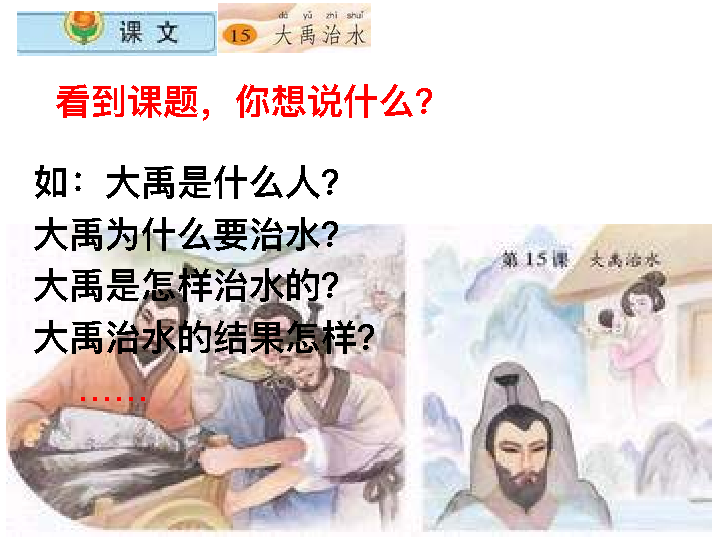 课 文
dà yǔ zhì shuǐ
15 大禹治水
看到课题，你想说什么？
如：大禹是什么人？
大禹为什么要治水？
大禹是怎样治水的？
大禹治水的结果怎样？
……
第15课 大禹治水